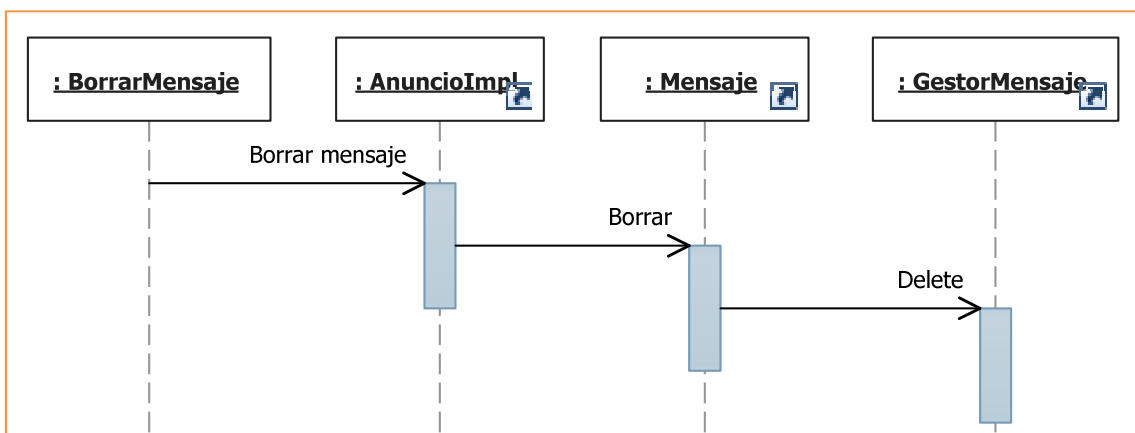 : BorrarMensaje
: AnuncioImpl
: Mensaje
: GestorMensaje
Borrar mensaje
Borrar
Delete